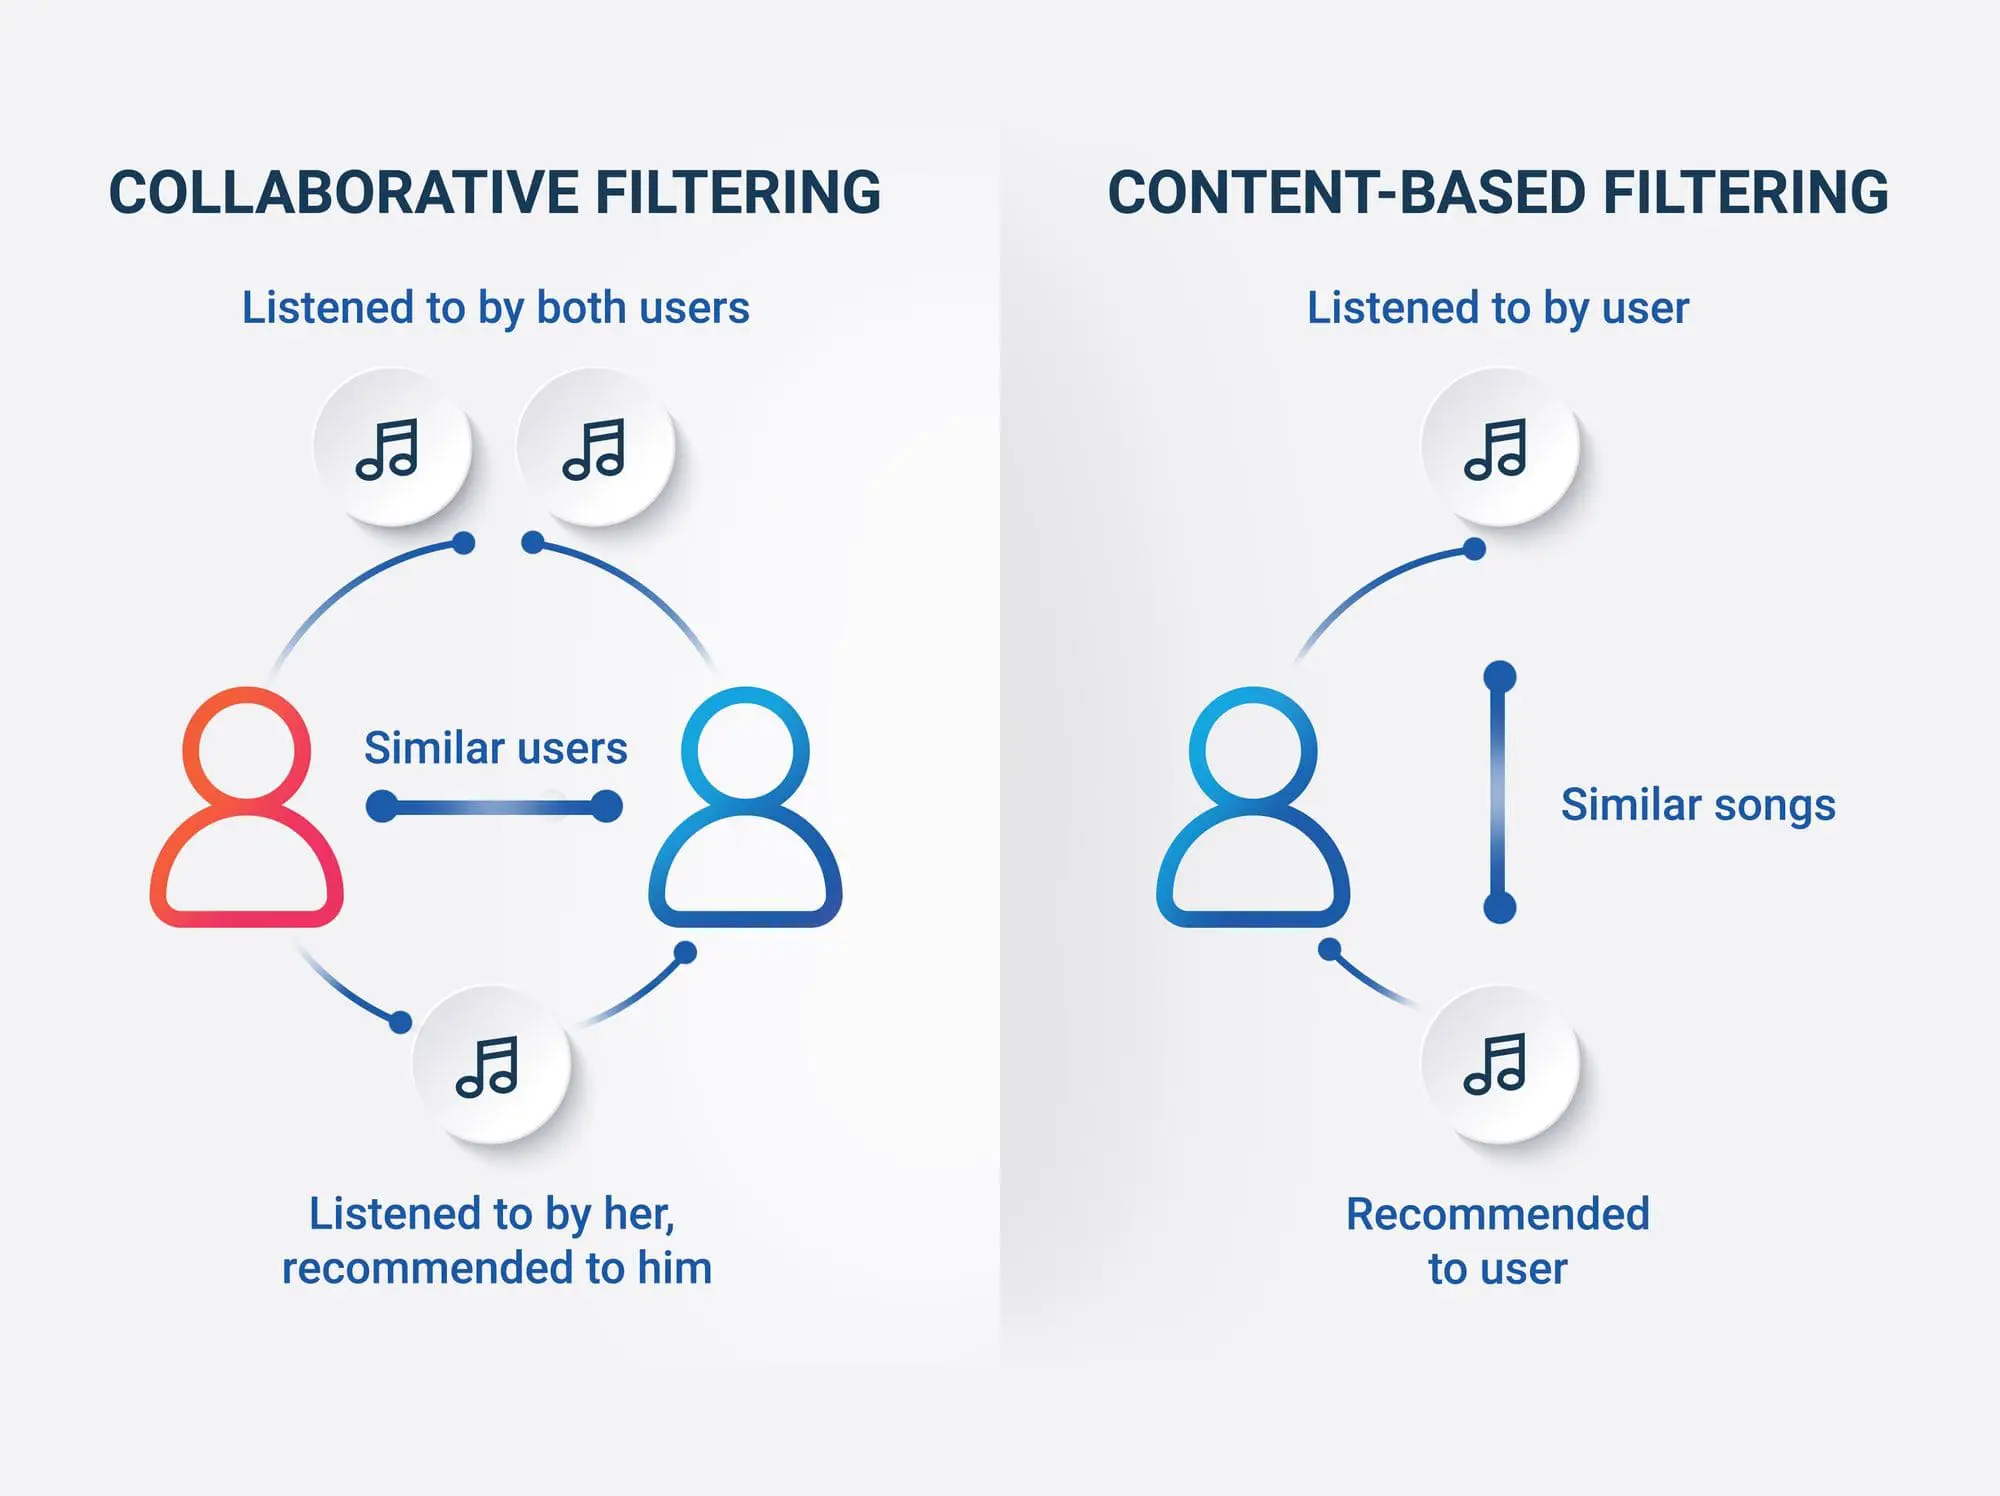 COLLABORATIVE FILTERING
Listened to by both users
Similar users
Listened to by her,
recommended to him
CONTENT-BASED FILTERING
Listened to by user
Similar songs
Recommended
to user